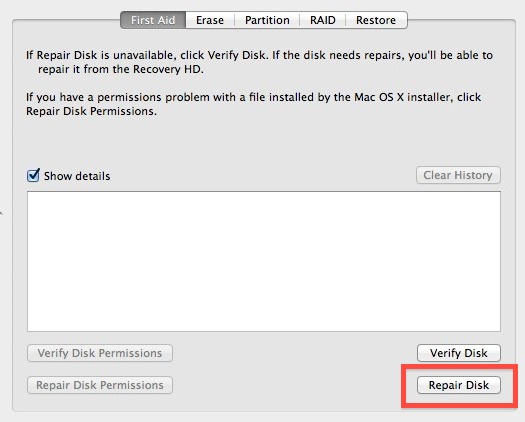 First Aid Erase Partition RAID Restore
If Repair Disk is unavailable, click Verify Disk. If the disk needs repairs, you'll be able to
repair it from the Recovery HD.
If you have a permissions problem with a file installed by the Mac OS X installer, click
Repair Disk Permissions.
Show details Clear History
Verify Disk Permissions Verify Disk
Repair Disk Permissions Repair Disk